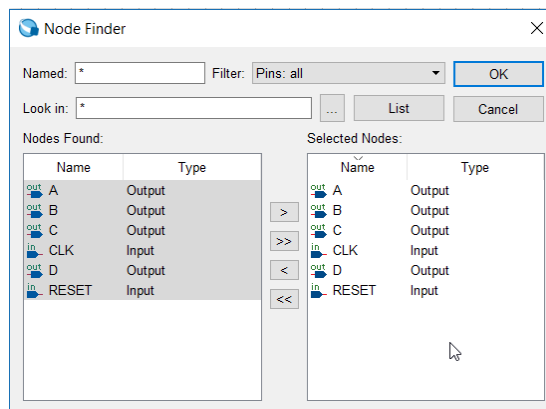 Node Finder
Named: * Filter: Pins: all OK
Look in: * ... List Cancel
Nodes Found: Selected Nodes:
Name Type Name Type
out A Output out A Output
out B Output > out B Output
out C Output out C Output
in CLK Input >> in CLK Input
out D Output < out D Output
in RESET Input << in RESET Input